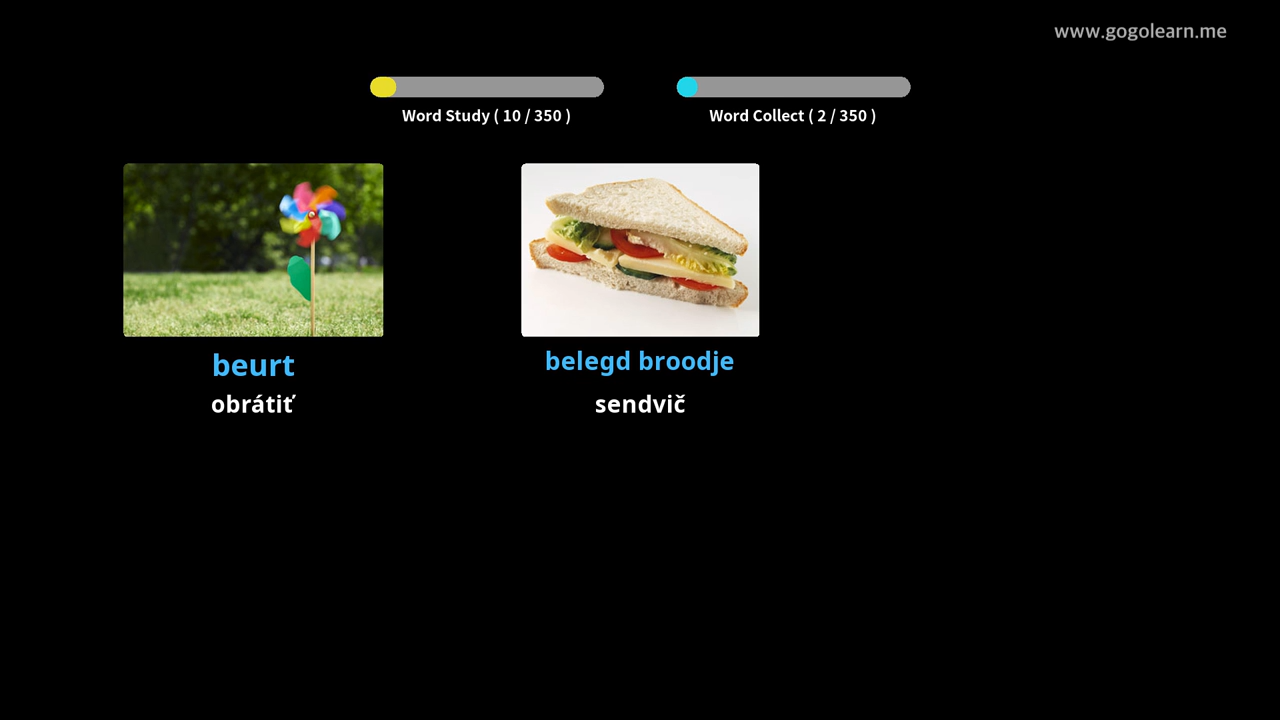 www.gogolearn.me
Word Study ( 10 / 350 )
Word Collect ( 2 / 350 )
beurt
obrátiť
belegd broodje
sendvič